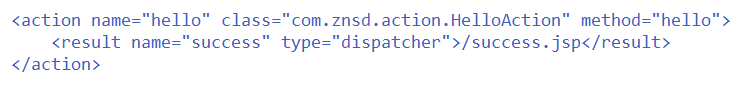 <action name="hello" class="com.znsd.action.HelloAction" method="hello">
    <result name="success" type="dispatcher">/success.jsp</result>
</action>